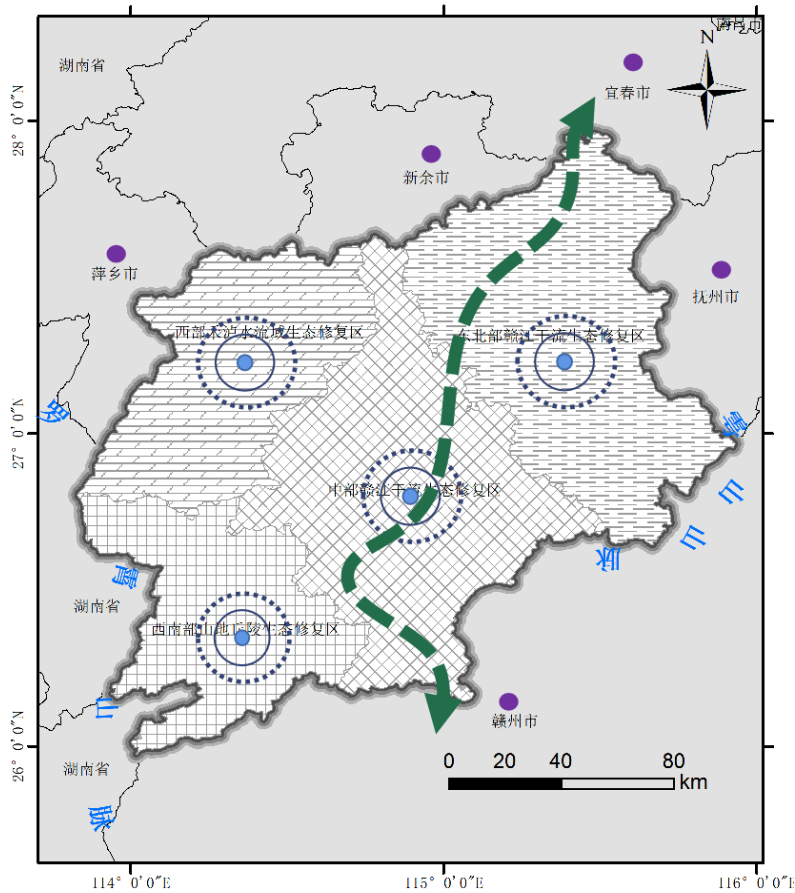 南昌市
N
湖南省
宜春市
28° 0′0″N
新余市
萍乡市
抚州市
西部禾泸水流域生态修复区
东北部赣江干流生态修复区
罗
雩
27° 0′0″N
山
中部赣江干流生态修复区
山
脉
霄
湖南省
西南部山地丘陵生态修复区
山
赣州市
26° 0′0″N
湖南省
0 20 40 80
km
脉
114° 0′0″E 115° 0′0″E 116° 0′0″E